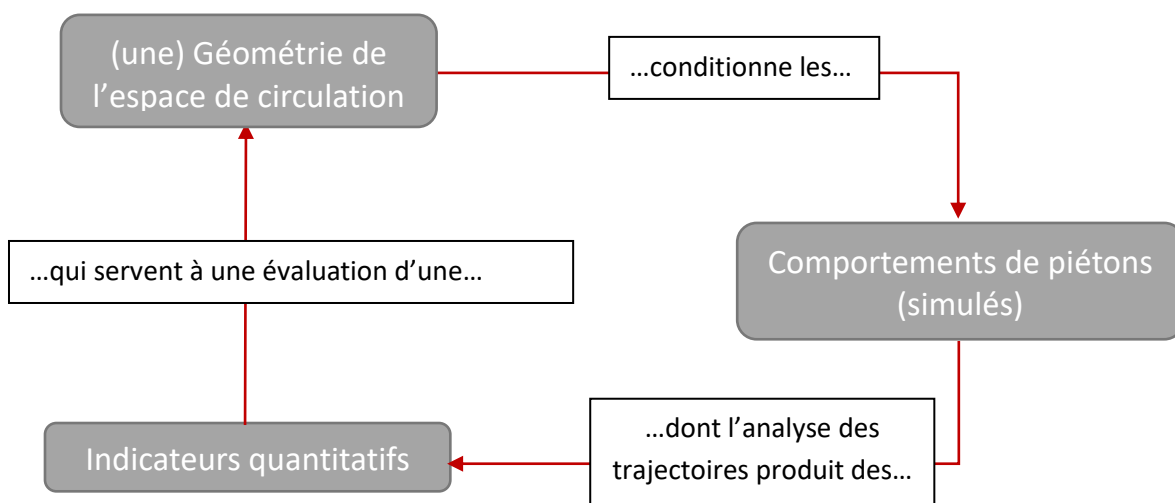 (une) Géométrie de
l’espace de circulation
…conditionne les…
Comportements de piétons
(simulés)
…dont l’analyse des
trajectoires produit des…
Indicateurs quantitatifs
…qui servent à une évaluation d’une…